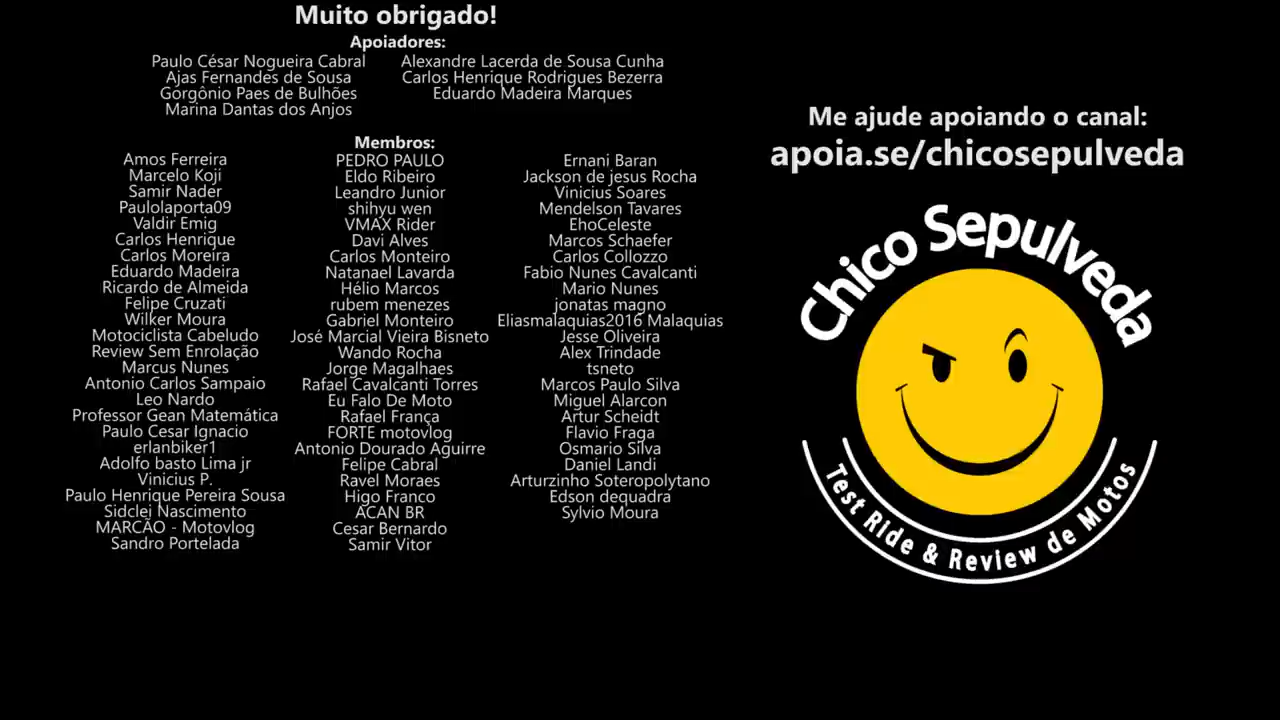 Muito obrigado!
Apoiadores:
Paulo César Nogueira Cabral
Ajas Fernandes de Sousa
Gorgônio Paes de Bulhões
Marina Dantas dos Anjos
Alexandre Lacerda de Sousa Cunha
Carlos Henrique Rodrigues Bezerra
Eduardo Madeira Marques
Membros:
Amos Ferreira
Marcelo Koji
Samir Nader
Paulolaporta09
Valdir Emig
Carlos Henrique
Carlos Moreira
Eduardo Madeira
Ricardo de Almeida
Felipe Cruzati
Wilker Moura
Motociclista Cabeludo
Review Sem Enrolação
Marcus Nunes
Antonio Carlos Sampaio
Leo Nardo
Professor Gean Matemática
Paulo Cesar Ignacio
erlanbiker1
Adolfo basto Lima jr
Vinicius P.
Paulo Henrique Pereira Sousa
Sidclei Nascimento
MARCÃO - Motovlog
Sandro Portelada
PEDRO PAULO
Eldo Ribeiro
Leandro Junior
shihyu wen
VMAX Rider
Davi Alves
Carlos Monteiro
Natanael Lavarda
Hélio Marcos
rubem menezes
Gabriel Monteiro
José Marcial Vieira Bisneto
Wando Rocha
Jorge Magalhaes
Rafael Cavalcanti Torres
Eu Falo De Moto
Rafael França
FORTE motovlog
Antonio Dourado Aguirre
Felipe Cabral
Ravel Moraes
Higo Franco
ACAN BR
Cesar Bernardo
Samir Vitor
Ernani Baran
Jackson de jesus Rocha
Vinicius Soares
Mendelson Tavares
EhoCeleste
Marcos Schaefer
Carlos Collozzo
Fabio Nunes Cavalcanti
Mario Nunes
jonatas magno
Eliasmalaquias2016 Malaquias
Jesse Oliveira
Alex Trindade
tsneto
Marcos Paulo Silva
Miguel Alarcon
Artur Scheidt
Flavio Fraga
Osmario Silva
Daniel Landi
Arturzinho Soteropolytano
Edson dequadra
Sylvio Moura
Me ajude apoiando o canal:
apoia.se/chicosepulveda
Chico Sepulveda
Test Ride & Review de Motos